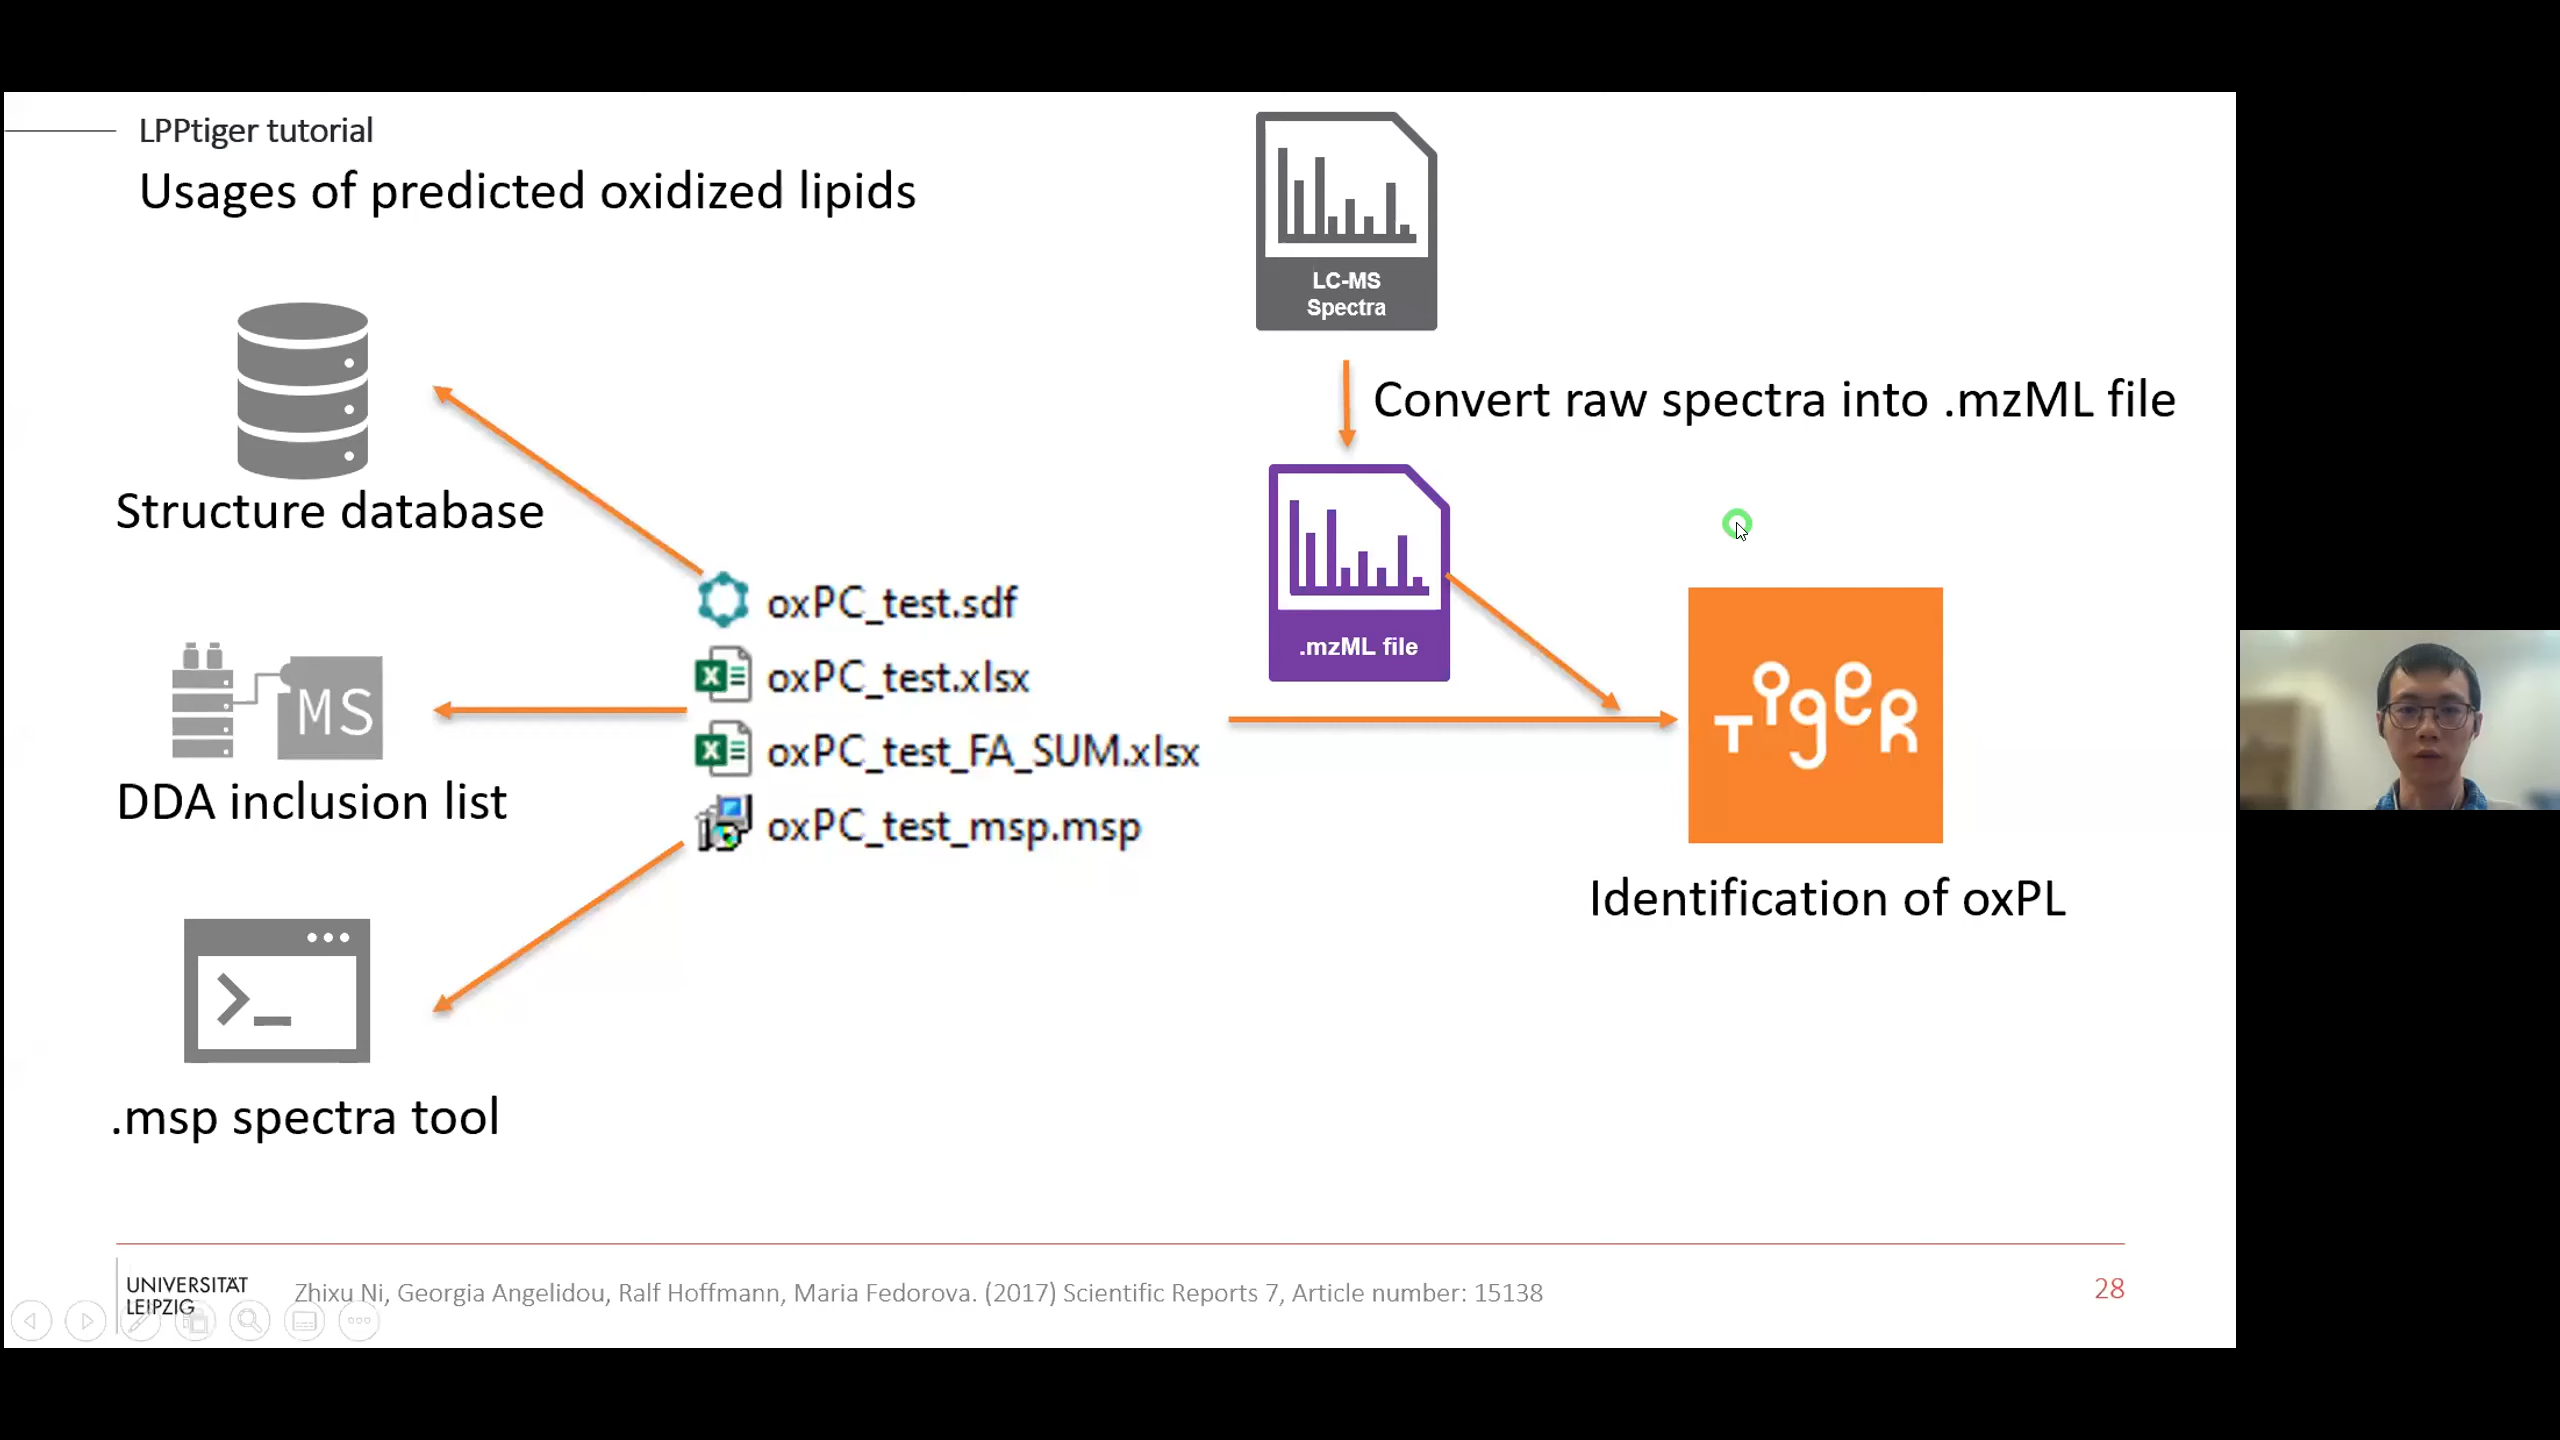 LPPtiger tutorial
Usages of predicted oxidized lipids
LC-MS
Spectra
Convert raw spectra into .mzML file
Structure database
.mzML file
oxPC_test.sdf
oxPC_test.xlsx
oxPC_test_FA_SUM.xlsx
oxPC_test_msp.msp
MS
DDA inclusion list
TigER
Identification of oxPL
>_
.msp spectra tool
UNIVERSITÄT
LEIPZIG
Zhixu Ni, Georgia Angelidou, Ralf Hoffmann, Maria Fedorova. (2017) Scientific Reports 7, Article number: 15138
28